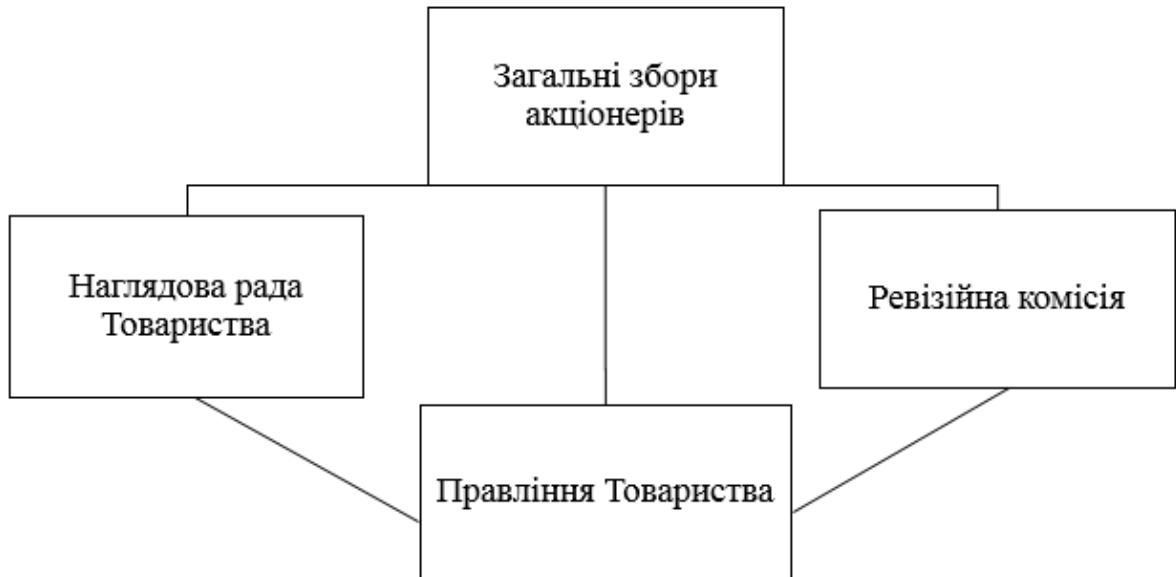 Загальні збори
акціонерів
Наглядова рада
Товариства
Ревізійна комісія
Правління Товариства